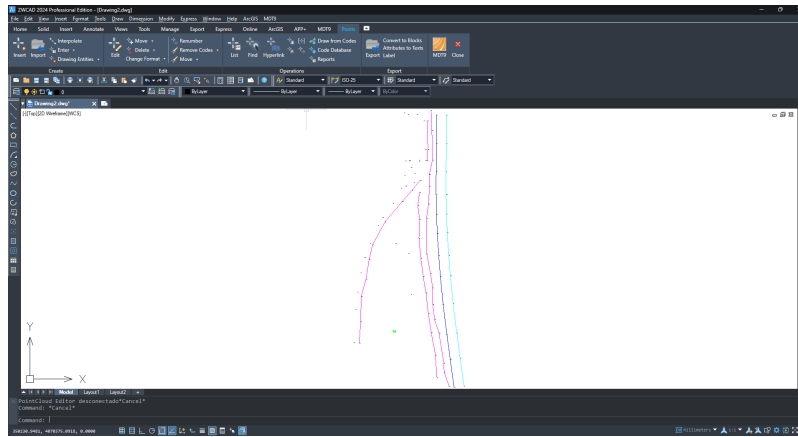 ZWCAD 2024 Professional Edition - [Drawing2.dwg]
File Edit View Insert Format Tools Draw Dimension Modify Express Window Help ArcGIS MDT9
Home Solid Insert Annotate Views Tools Manage Export Express Online ArcGIS APP+ MDT9 Points
Interpolate Move Renumber Draw from Codes Convert to Blocks
Enter Delete Remove Codes Code Database Attributes to Texts
Insert Import Drawing Entities Edit Change Format Move List Find Hyperlink Reports Export Label MDT9 Close
Create Edit Operations Export
Standard ISO-25 Standard Standard
0 ByLayer ByLayer ByLayer ByColor
Drawing2.dwg*
[-][Top][2D Wireframe][WCS]
Y
X
Model Layout1 Layout2 +
PointCloud Editor desconectado*Cancel*
Command: *Cancel*
Command:
Millimeters 1:1